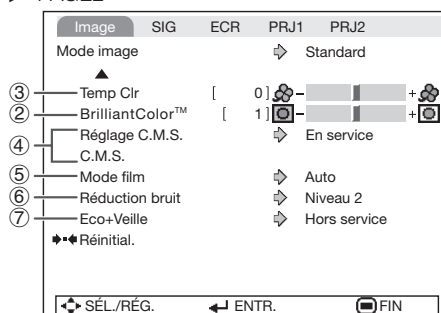 Image SIG ECR PRJ1 PRJ2
Mode image Standard
③ Temp Clr [ 0] - +
② BrilliantColor™ [ 1] - +
④ Réglage C.M.S. En service
C.M.S.
⑤ Mode film Auto
⑥ Réduction bruit Niveau 2
⑦ Eco+Veille Hors service
Réinitial.
SÉL./RÉG. ENTR. FIN